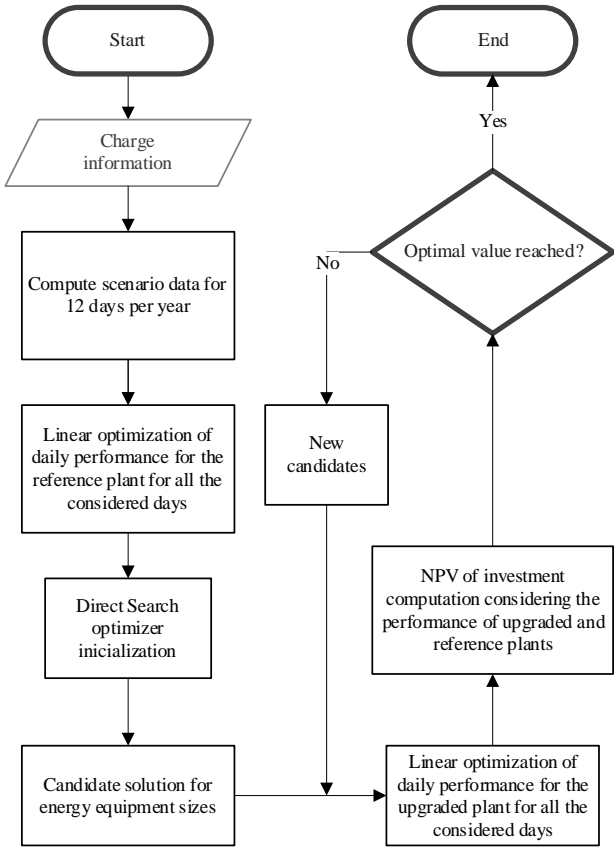 Start
Charge
information
Compute scenario data for
12 days per year
Linear optimization of
daily performance for the
reference plant for all the
considered days
Direct Search
optimizer
inicialization
Candidate solution for
energy equipment sizes
End
Yes
Optimal value reached?
No
New
candidates
NPV of investment
computation considering the
performance of upgraded and
reference plants
Linear optimization of
daily performance for the
upgraded plant for all the
considered days